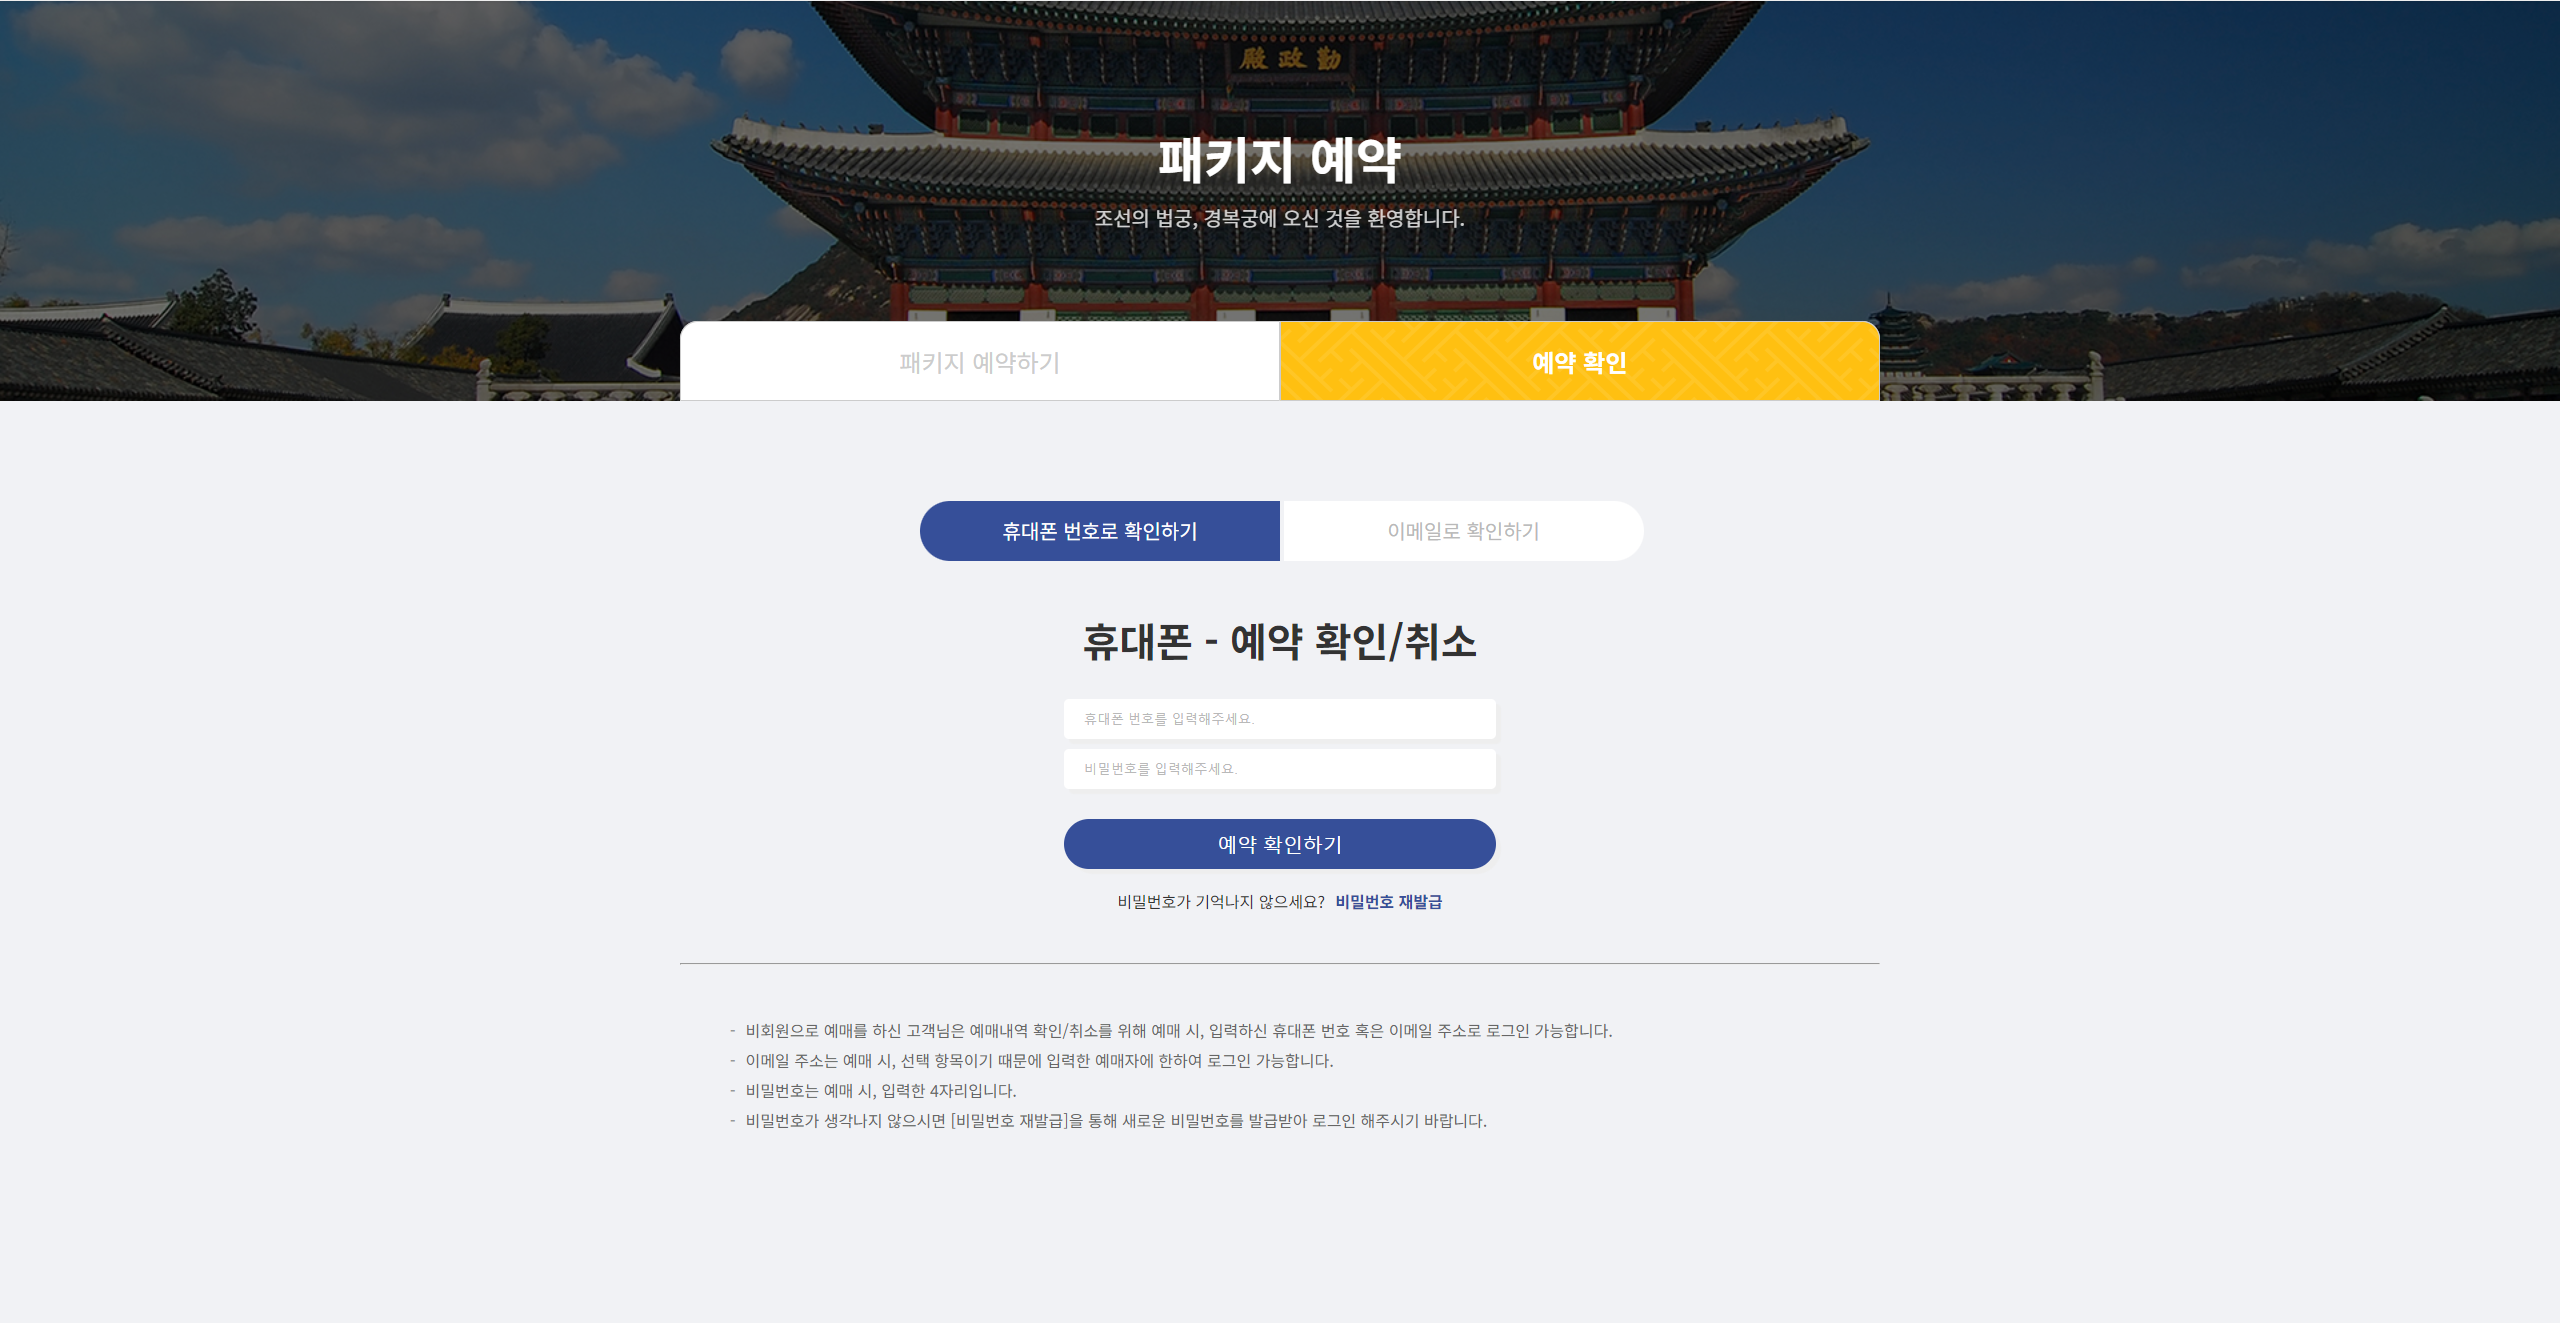 殿政勤
패키지 예약
조선의 법궁, 경복궁에 오신 것을 환영합니다.
패키지 예약하기
예약 확인
휴대폰 번호로 확인하기
이메일로 확인하기
휴대폰 - 예약 확인/취소
휴대폰 번호를 입력해주세요.
비밀번호를 입력해주세요.
예약 확인하기
비밀번호가 기억나지 않으세요? 비밀번호 재발급
- 비회원으로 예매를 하신 고객님은 예매내역 확인/취소를 위해 예매 시, 입력하신 휴대폰 번호 혹은 이메일 주소로 로그인 가능합니다.
- 이메일 주소는 예매 시, 선택 항목이기 때문에 입력한 예매자에 한하여 로그인 가능합니다.
- 비밀번호는 예매 시, 입력한 4자리입니다.
- 비밀번호가 생각나지 않으시면 [비밀번호 재발급]을 통해 새로운 비밀번호를 발급받아 로그인 해주시기 바랍니다.